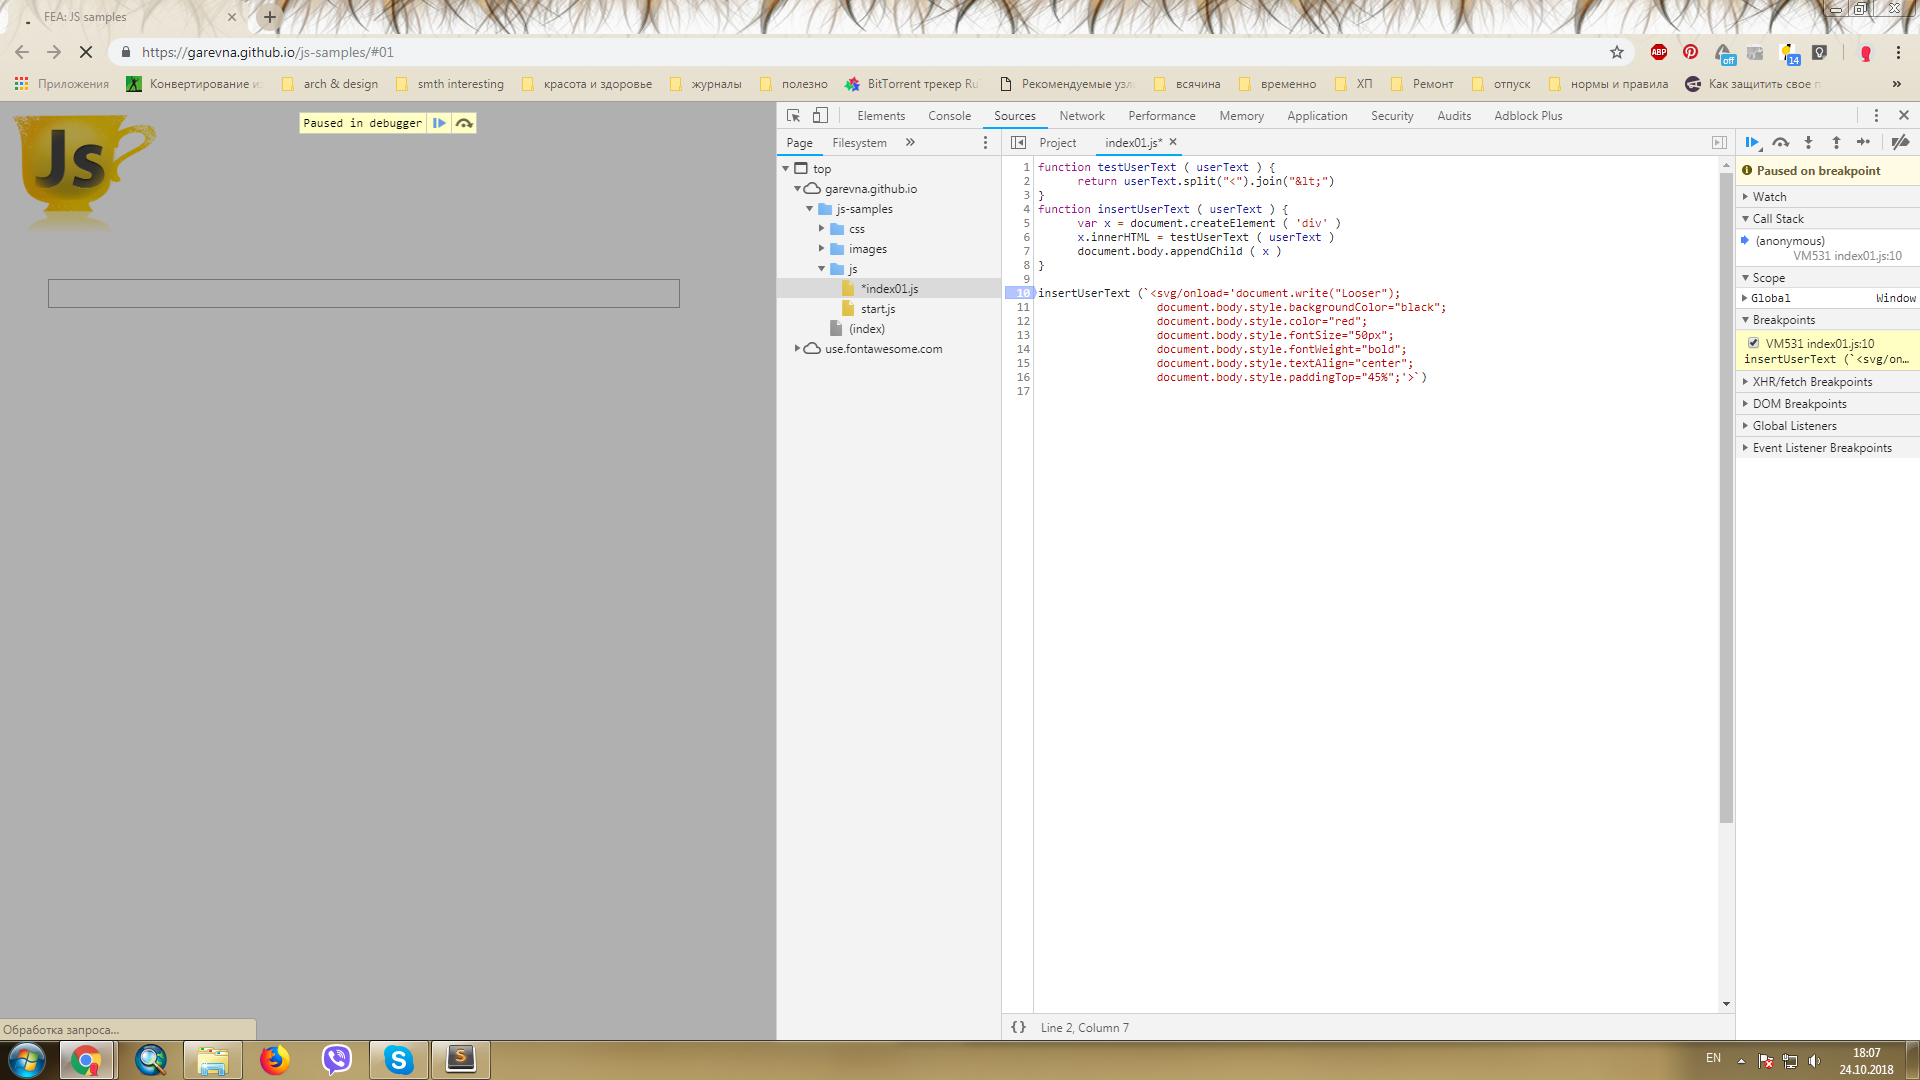 FEA: JS samples
https://garevna.github.io/js-samples/#01
ABP
off
14
Приложения
Конвертирование из
arch & design
smth interesting
красота и здоровье
журналы
полезно
BitTorrent трекер Ru
Рекомендуемые узл
всячина
временно
ХП
Ремонт
отпуск
нормы и правила
Как защитить свое п
»
Js
Paused in debugger
Elements
Console
Sources
Network
Performance
Memory
Application
Security
Audits
Adblock Plus
Page
Filesystem
»
Project
index01.js*
top
garevna.github.io
js-samples
css
images
js
*index01.js
start.js
(index)
use.fontawesome.com
1 function testUserText ( userText ) {
2 return userText.split("<").join("&lt;")
3 }
4 function insertUserText ( userText ) {
5 var x = document.createElement ( 'div' )
6 x.innerHTML = testUserText ( userText )
7 document.body.appendChild ( x )
8 }
9
10 insertUserText (`<svg/onload='document.write("Looser");
11 document.body.style.backgroundColor="black";
12 document.body.style.color="red";
13 document.body.style.fontSize="50px";
14 document.body.style.fontWeight="bold";
15 document.body.style.textAlign="center";
16 document.body.style.paddingTop="45%";'>`)
17
{} Line 2, Column 7
Paused on breakpoint
Watch
Call Stack
(anonymous)
VM531 index01.js:10
Scope
Global Window
Breakpoints
VM531 index01.js:10
insertUserText (`<svg/on…
XHR/fetch Breakpoints
DOM Breakpoints
Global Listeners
Event Listener Breakpoints
Обработка запроса...
EN
18:07
24.10.2018